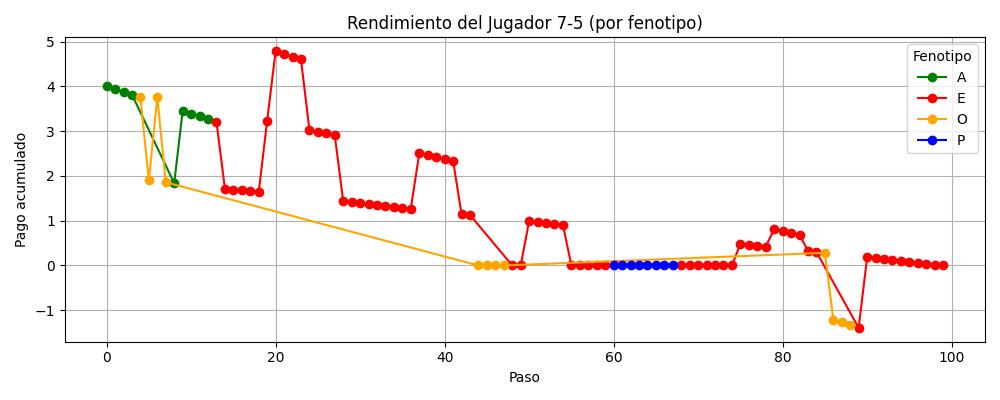 Rendimiento del Jugador 7-5 (por fenotipo)
Pago acumulado
5
4
3
2
1
0
−1
0 20 40 60 80 100
Paso
Fenotipo
A
E
O
P